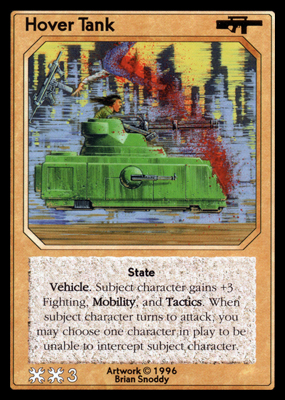 Hover Tank
State
Vehicle. Subject character gains +3
Fighting, Mobility, and Tactics. When
subject character turns to attack, you
may choose one character in play to be
unable to intercept subject character.
3
Artwork © 1996
Brian Snoddy